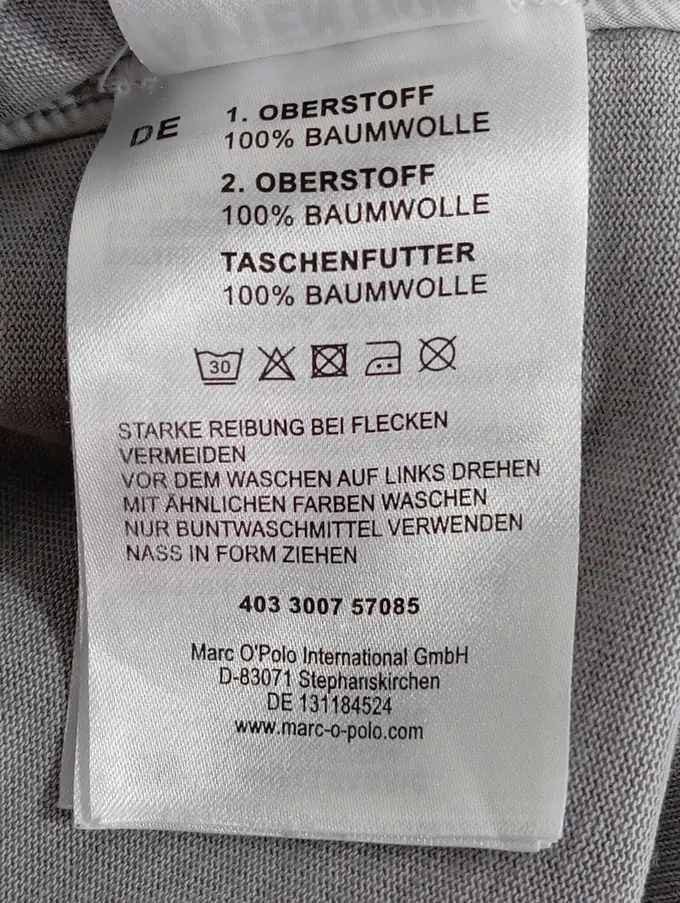 DE
1. OBERSTOFF
100% BAUMWOLLE
2. OBERSTOFF
100% BAUMWOLLE
TASCHENFUTTER
100% BAUMWOLLE
30
STARKE REIBUNG BEI FLECKEN
VERMEIDEN
VOR DEM WASCHEN AUF LINKS DREHEN
MIT ÄHNLICHEN FARBEN WASCHEN
NUR BUNTWASCHMITTEL VERWENDEN
NASS IN FORM ZIEHEN
403 3007 57085
Marc O'Polo International GmbH
D-83071 Stephanskirchen
DE 131184524
www.marc-o-polo.com